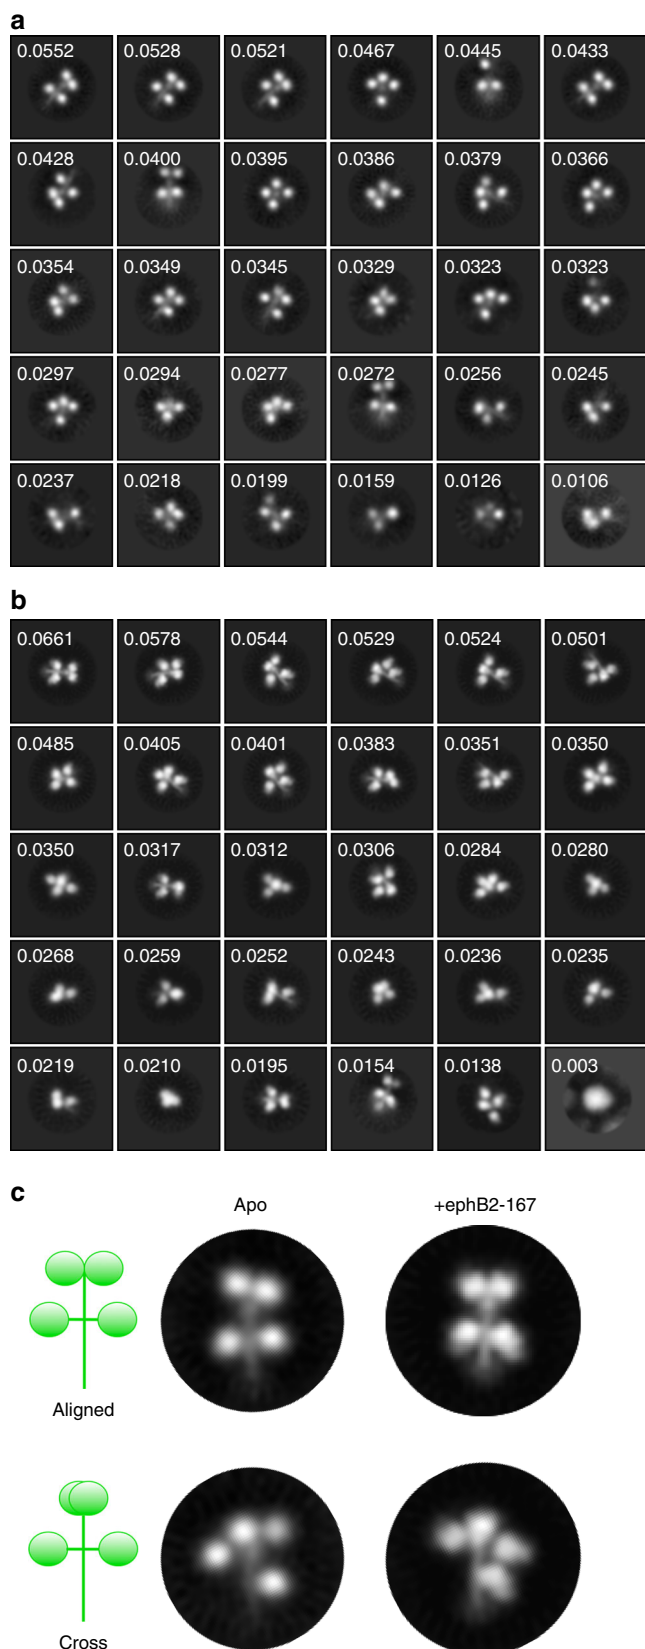 a
0.0552 0.0528 0.0521 0.0467 0.0445 0.0433
0.0428 0.0400 0.0395 0.0386 0.0379 0.0366
0.0354 0.0349 0.0345 0.0329 0.0323 0.0323
0.0297 0.0294 0.0277 0.0272 0.0256 0.0245
0.0237 0.0218 0.0199 0.0159 0.0126 0.0106
b
0.0661 0.0578 0.0544 0.0529 0.0524 0.0501
0.0485 0.0405 0.0401 0.0383 0.0351 0.0350
0.0350 0.0317 0.0312 0.0306 0.0284 0.0280
0.0268 0.0259 0.0252 0.0243 0.0236 0.0235
0.0219 0.0210 0.0195 0.0154 0.0138 0.003
c
Apo +ephB2-167
Aligned
Cross